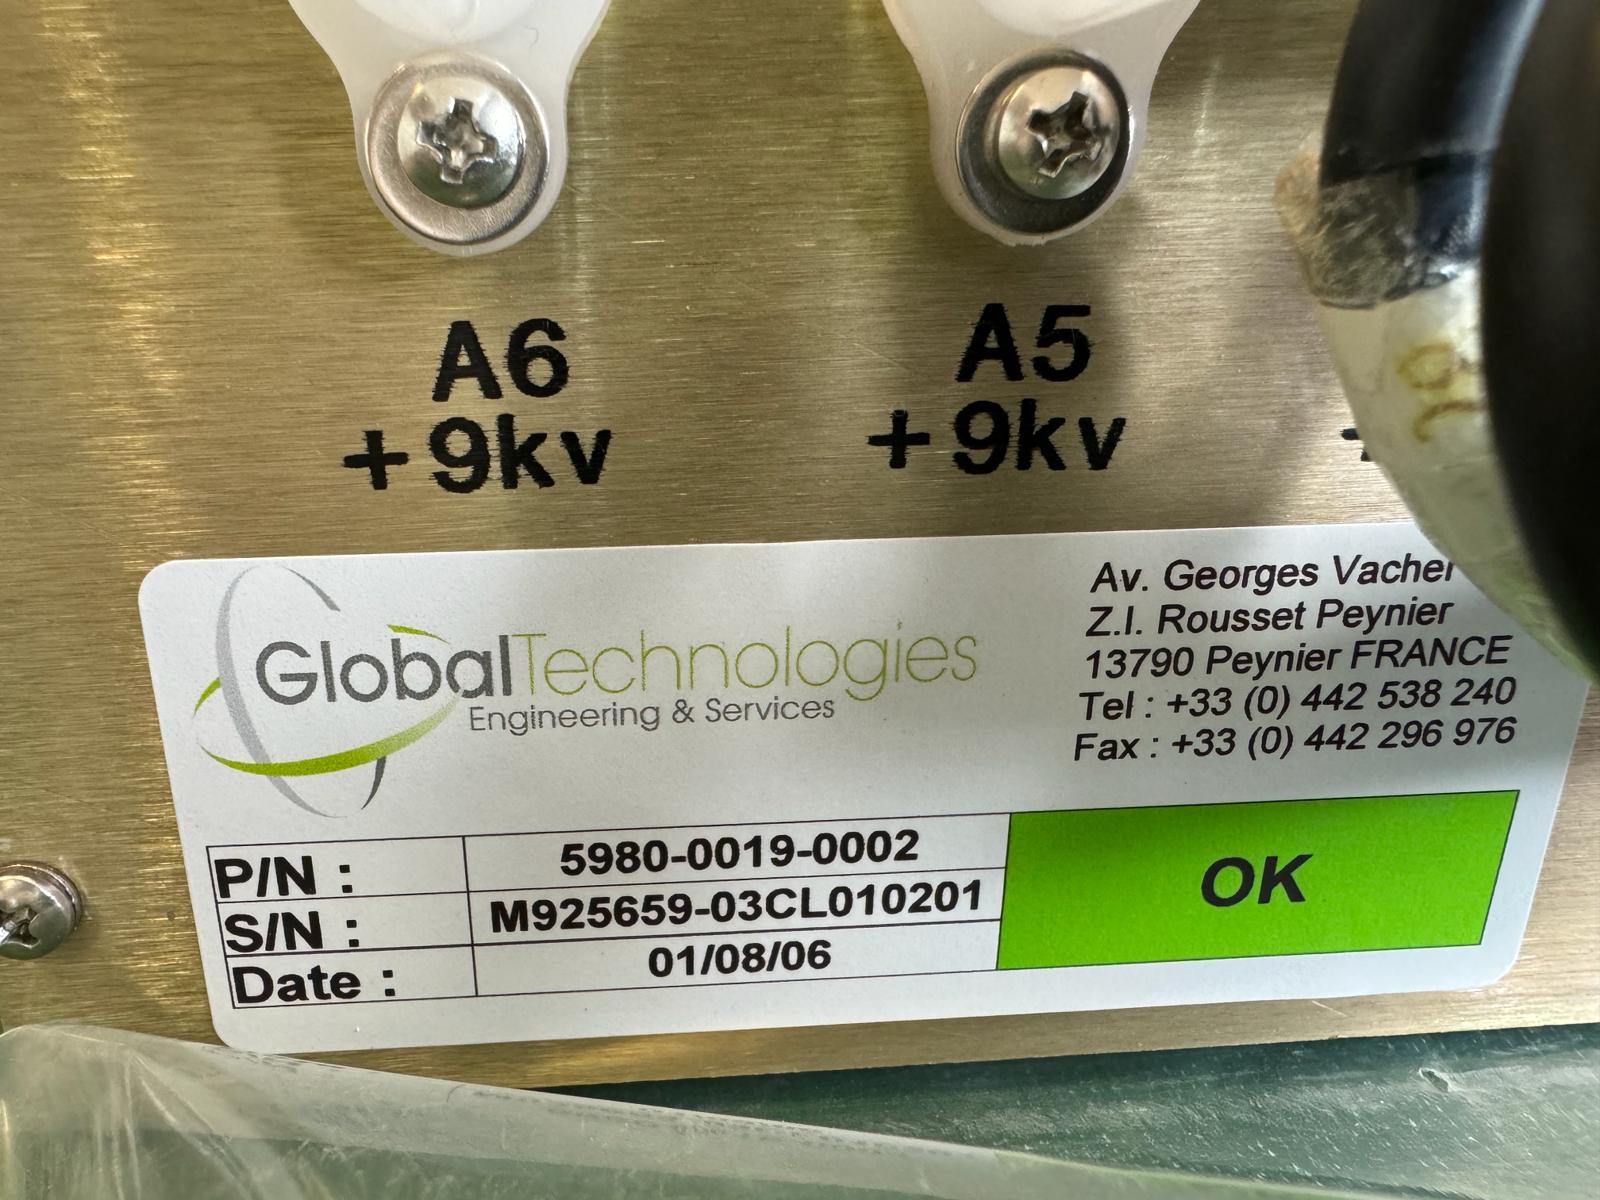 A6
+9kv
A5
+9kv
GlobalTechnologies
Engineering & Services
Av. Georges Vacher
Z.I. Rousset Peynier
13790 Peynier FRANCE
Tel : +33 (0) 442 538 240
Fax : +33 (0) 442 296 976
P/N : 5980-0019-0002
S/N : M925659-03CL010201
Date : 01/08/06
OK